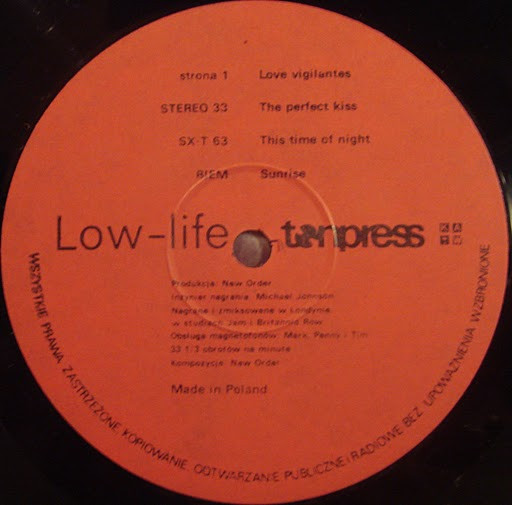 strona 1 Love vigilantes
STEREO 33 The perfect kiss
SX-T 63 This time of night
BIEM Sunrise
Low-life tonpress KAW
Produkcja: New Order
Inżynier nagrania: Michael Johnson
Nagrane i zmiksowane w Londynie
w studiach Jam i Britannia Row
Obsługa magnetofonów: Mark, Penny i Tim
33 1/3 obrotów na minutę
Kompozycje: New Order
Made in Poland
WSZYSTKIE PRAWA ZASTRZEŻONE KOPIOWANIE, ODTWARZANIE PUBLICZNE i RADIOWE BEZ UPOWAŻNIENIA WZBRONIONE